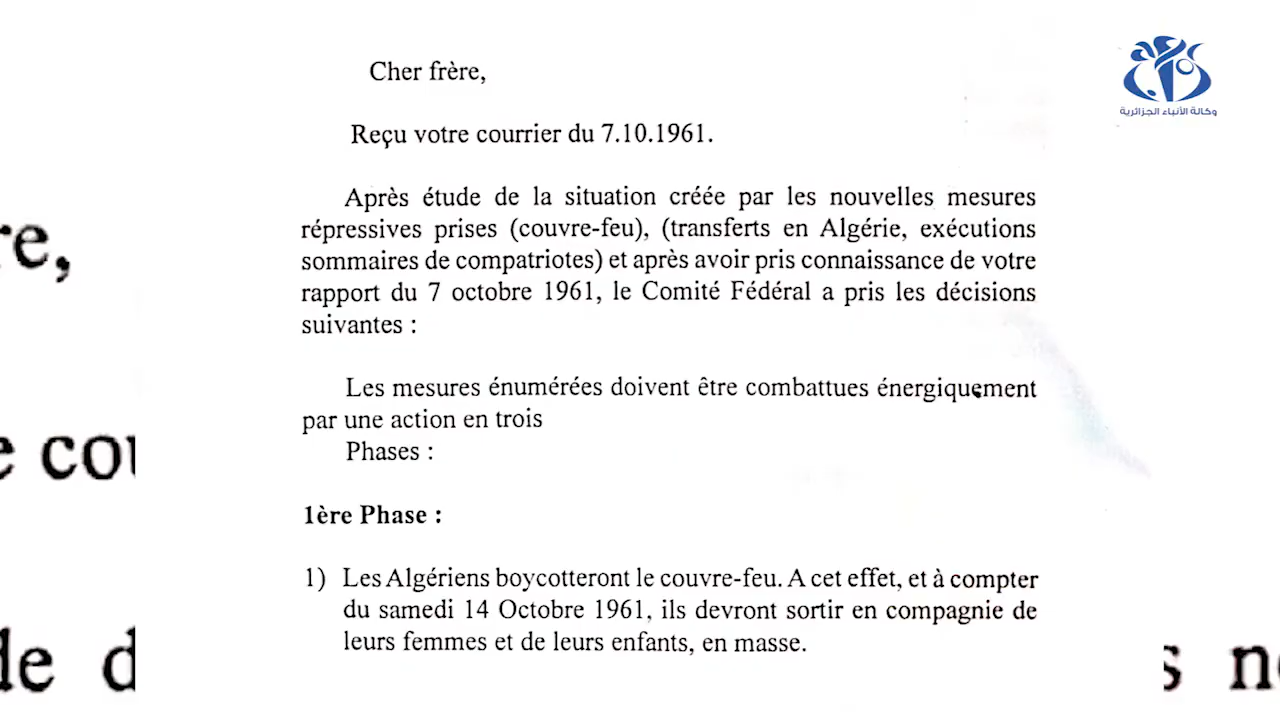 وكالة الأنباء الجزائرية
Cher frère,
Reçu votre courrier du 7.10.1961.
Après étude de la situation créée par les nouvelles mesures
répressives prises (couvre-feu), (transferts en Algérie, exécutions
sommaires de compatriotes) et après avoir pris connaissance de votre
rapport du 7 octobre 1961, le Comité Fédéral a pris les décisions
suivantes :
Les mesures énumérées doivent être combattues énergiquement
par une action en trois
Phases :
1ère Phase :
1) Les Algériens boycotteront le couvre-feu. A cet effet, et à compter
du samedi 14 Octobre 1961, ils devront sortir en compagnie de
leurs femmes et de leurs enfants, en masse.